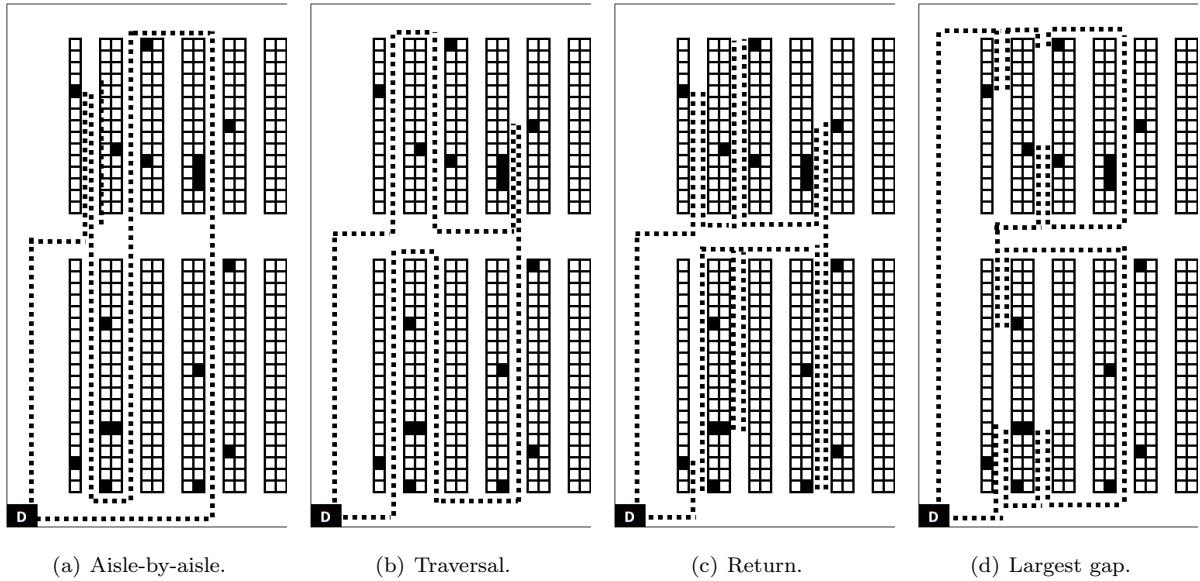 D D D D
(a) Aisle-by-aisle. (b) Traversal. (c) Return. (d) Largest gap.